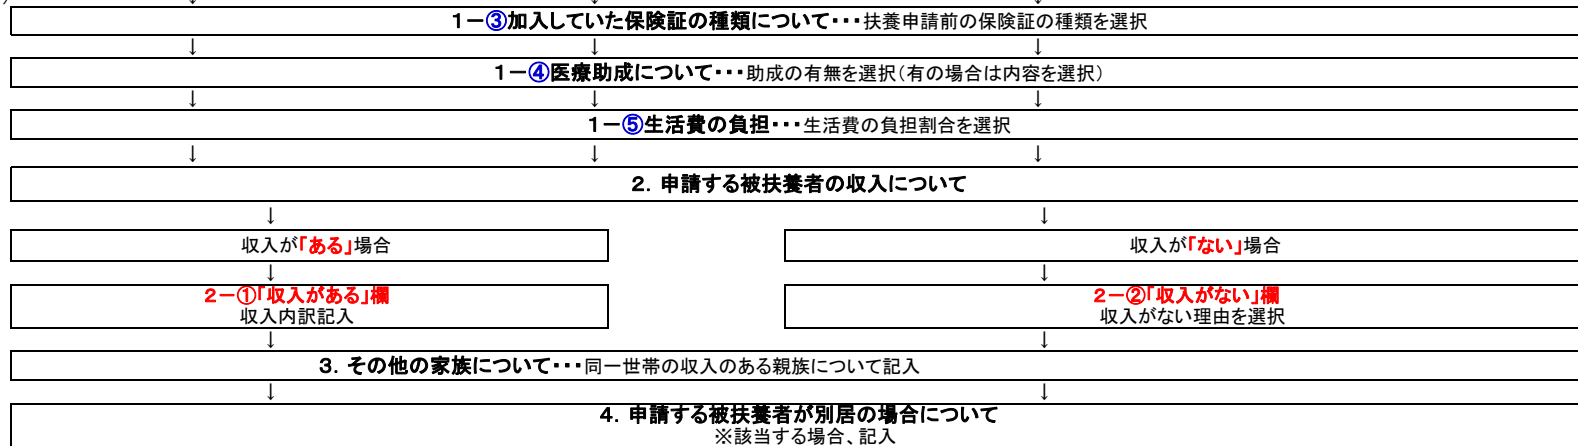 1－③加入していた保険証の種類について・・・扶養申請前の保険証の種類を選択
↓ ↓ ↓
1－④医療助成について・・・助成の有無を選択（有の場合は内容を選択）
↓ ↓ ↓
1－⑤生活費の負担・・・生活費の負担割合を選択
↓ ↓ ↓
2．申請する被扶養者の収入について
↓ ↓
収入が「ある」場合 収入が「ない」場合
↓ ↓
2－①「収入がある」欄 2－②「収入がない」欄
収入内訳記入 収入がない理由を選択
↓ ↓
3．その他の家族について・・・同一世帯の収入のある親族について記入
↓ ↓
4．申請する被扶養者が別居の場合について
※該当する場合、記入